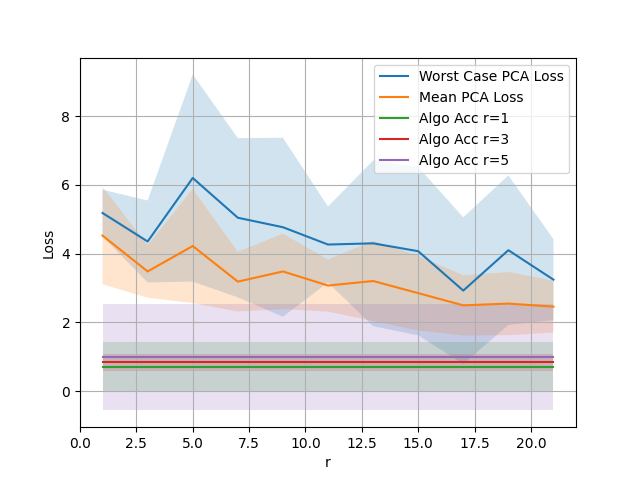 Worst Case PCA Loss
Mean PCA Loss
Algo Acc r=1
Algo Acc r=3
Algo Acc r=5
8
6
4
2
0
Loss
0.0 2.5 5.0 7.5 10.0 12.5 15.0 17.5 20.0
r